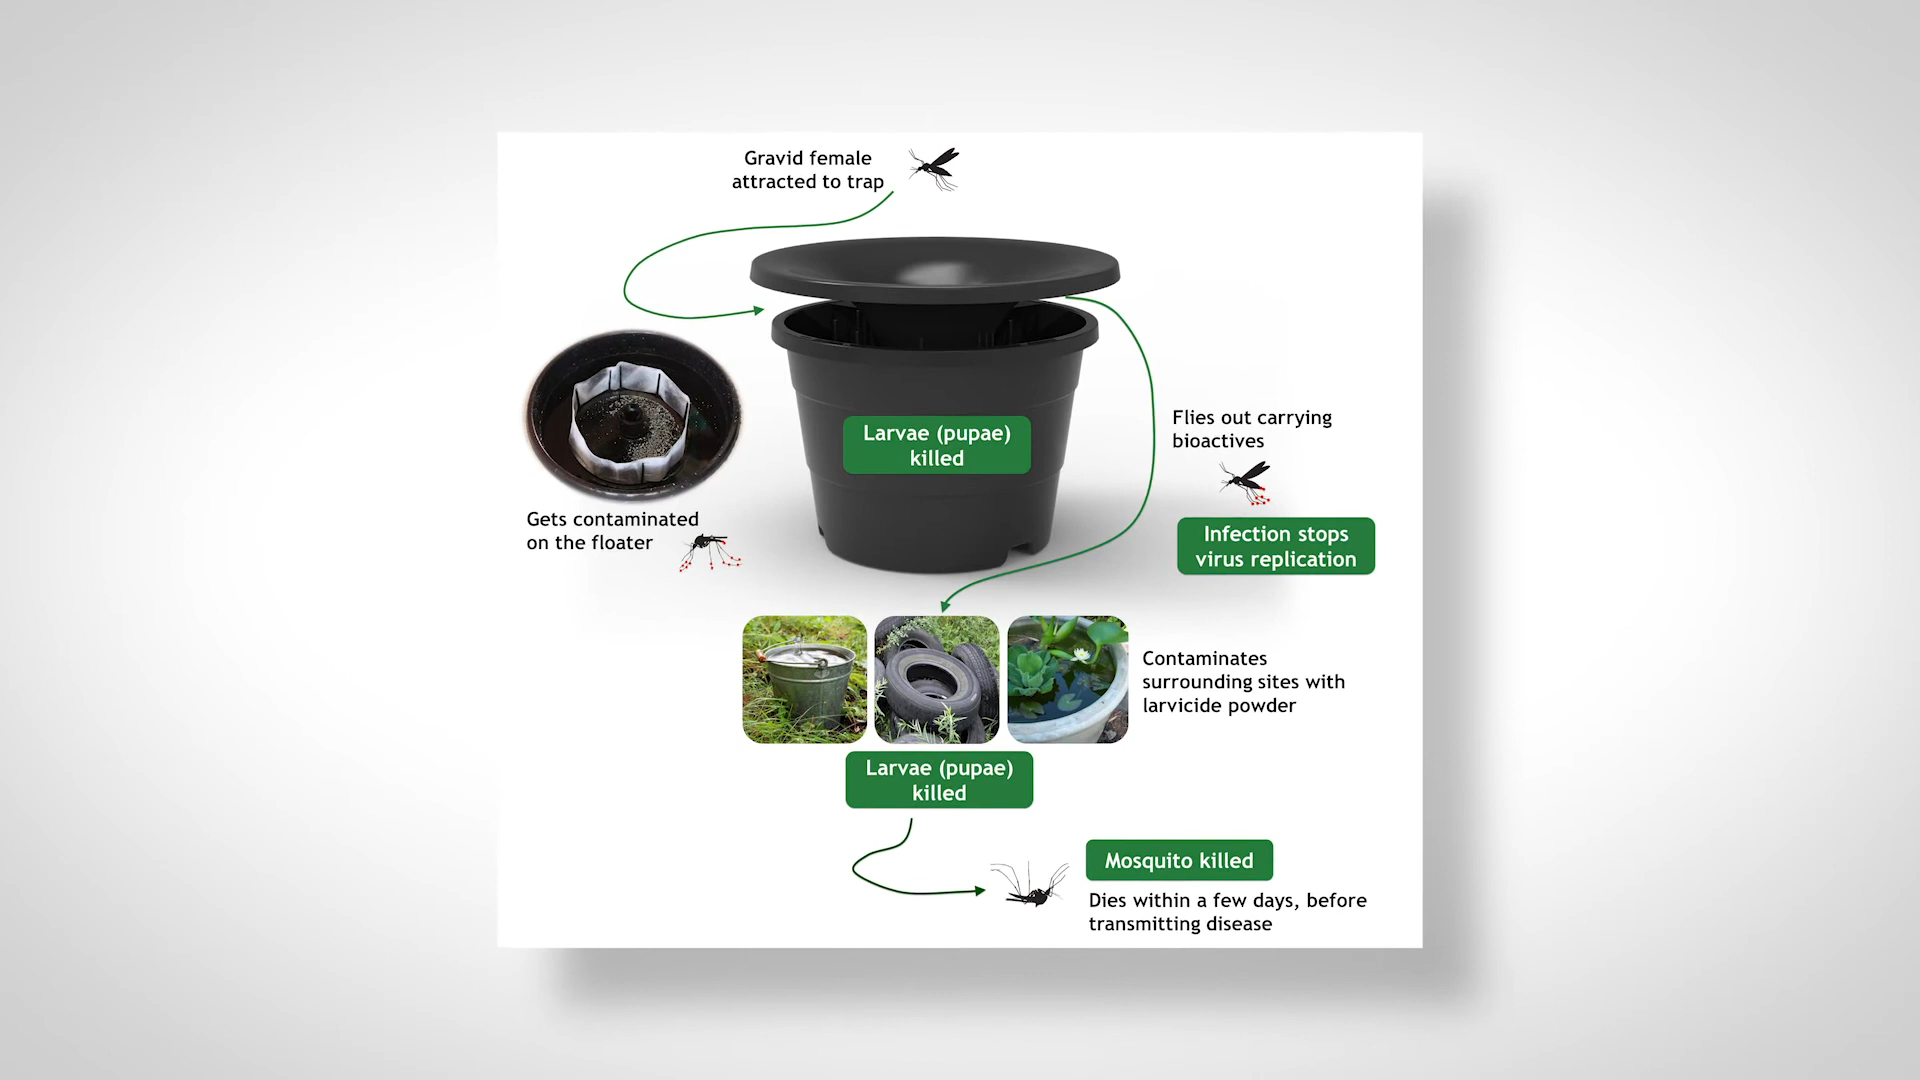 Gravid female
attracted to trap
Larvae (pupae)
killed
Gets contaminated
on the floater
Flies out carrying
bioactives
Infection stops
virus replication
Contaminates
surrounding sites with
larvicide powder
Larvae (pupae)
killed
Mosquito killed
Dies within a few days, before
transmitting disease